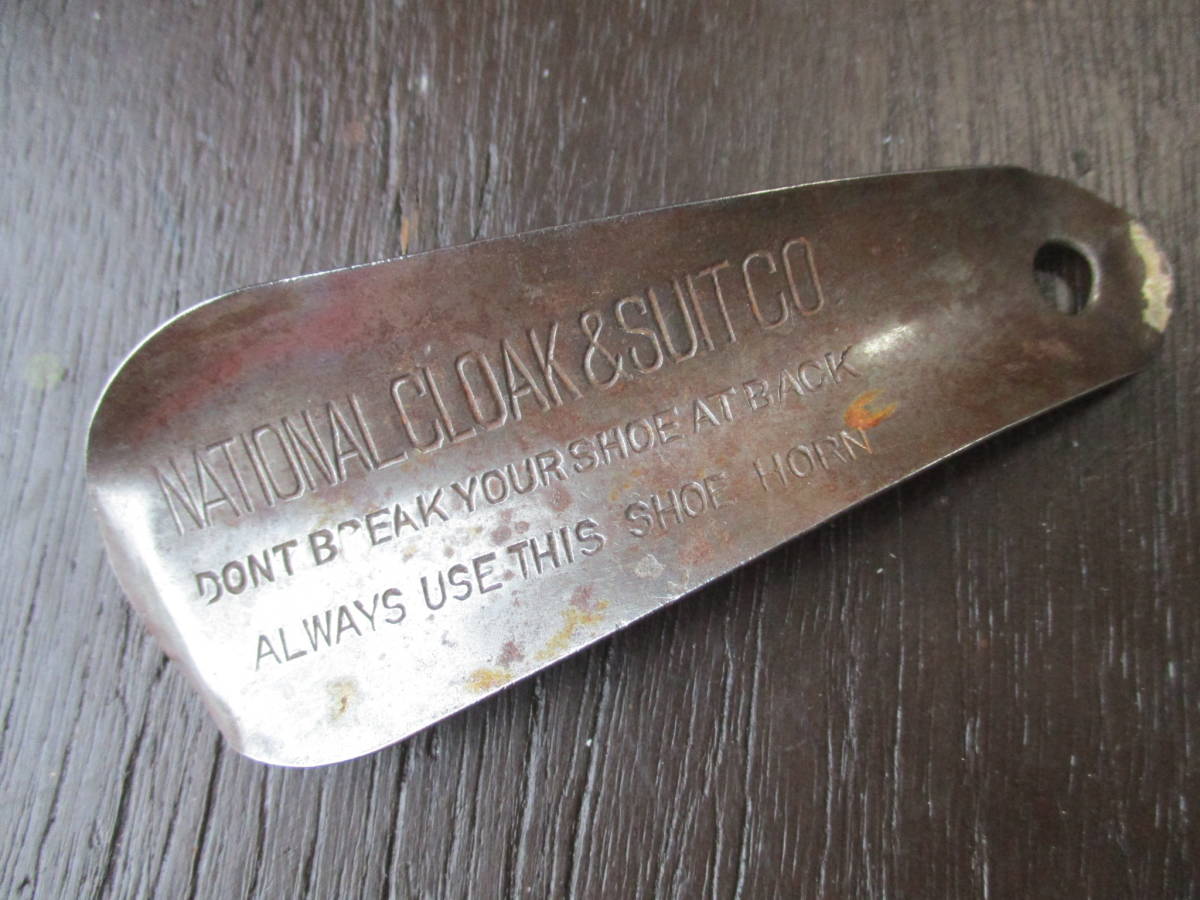 NATIONAL CLOAK & SUIT CO
DONT BREAK YOUR SHOE AT BACK
ALWAYS USE THIS SHOE HORN